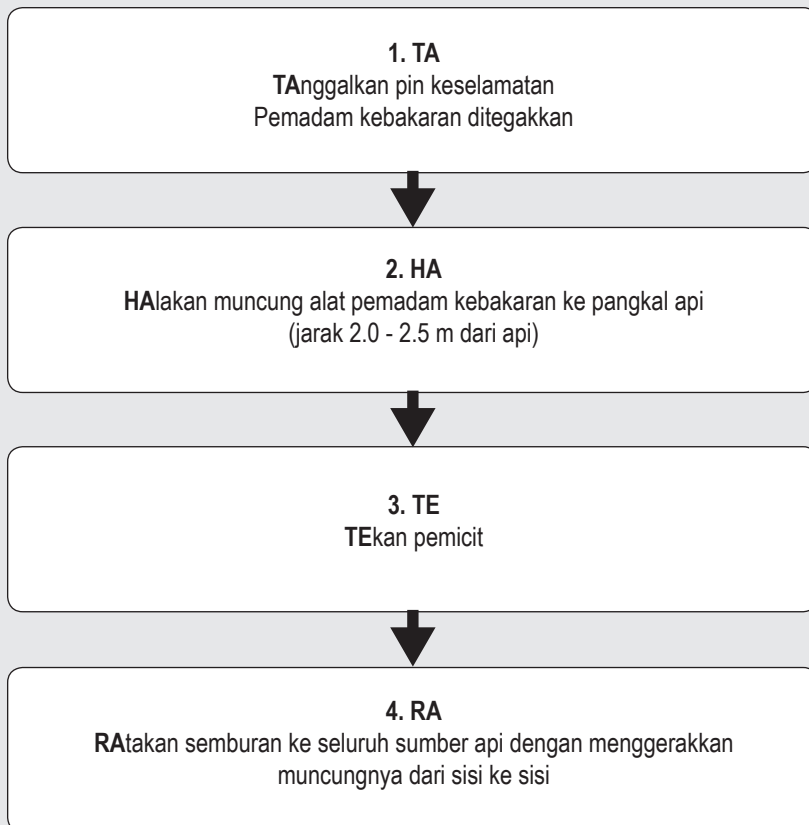 1. TA
TAnggalkan pin keselamatan
Pemadam kebakaran ditegakkan
2. HA
HAlakan muncung alat pemadam kebakaran ke pangkal api
(jarak 2.0 - 2.5 m dari api)
3. TE
TEkan pemicit
4. RA
RAtakan semburan ke seluruh sumber api dengan menggerakkan
muncungnya dari sisi ke sisi